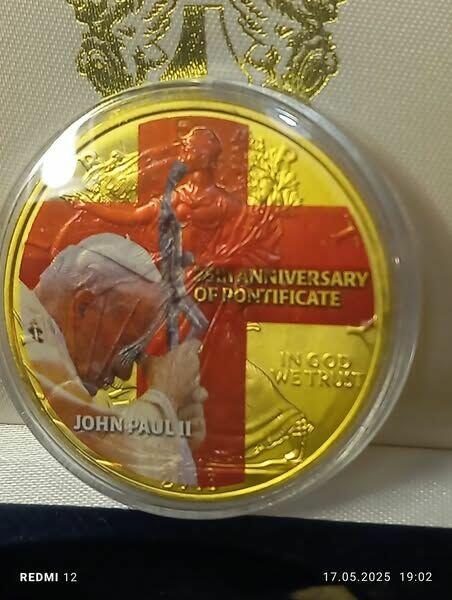 ANNIVERSARY
OF PONTIFICATE
IN GOD
WE TRUST
JOHN PAUL II
REDMI 12
17.05.2025 19:02